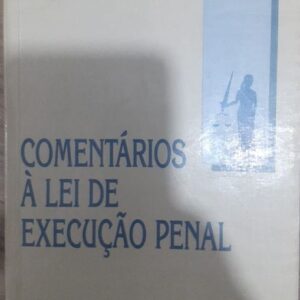 COMENTÁRIOS
À LEI DE
EXECUÇÃO PENAL